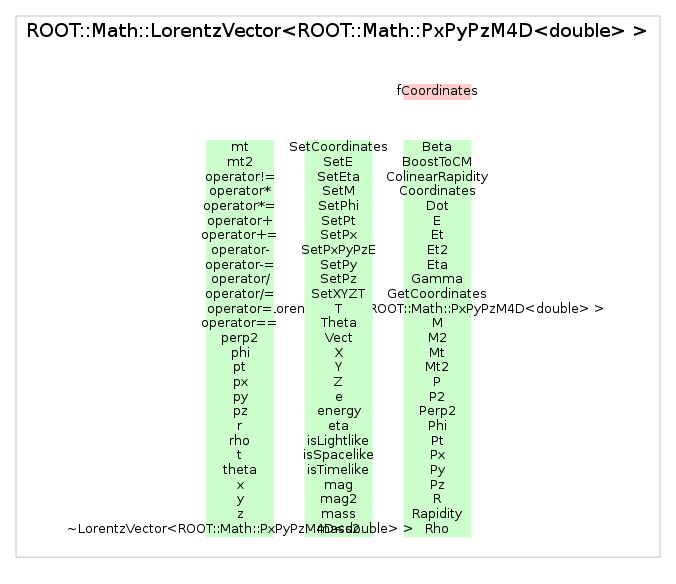 ROOT::Math::LorentzVector<ROOT::Math::PxPyPzM4D<double> >
fCoordinates
mt
mt2
operator!=
operator*
operator*=
operator+
operator+=
operator-
operator-=
operator/
operator/=
operator=
operator==
perp2
phi
pt
px
py
pz
r
rho
t
theta
x
y
z
~LorentzVector<ROOT::Math::PxPyPzM4D<double> >
SetCoordinates
SetE
SetEta
SetM
SetPhi
SetPt
SetPx
SetPxPyPzE
SetPy
SetPz
SetXYZT
T
Theta
Vect
X
Y
Z
e
energy
eta
isLightlike
isSpacelike
isTimelike
mag
mag2
mass
mass2
Beta
BoostToCM
ColinearRapidity
Coordinates
Dot
E
Et
Et2
Eta
Gamma
GetCoordinates
ROOT::Math::PxPyPzM4D<double> >
M
M2
Mt
Mt2
P
P2
Perp2
Phi
Pt
Px
Py
Pz
R
Rapidity
Rho